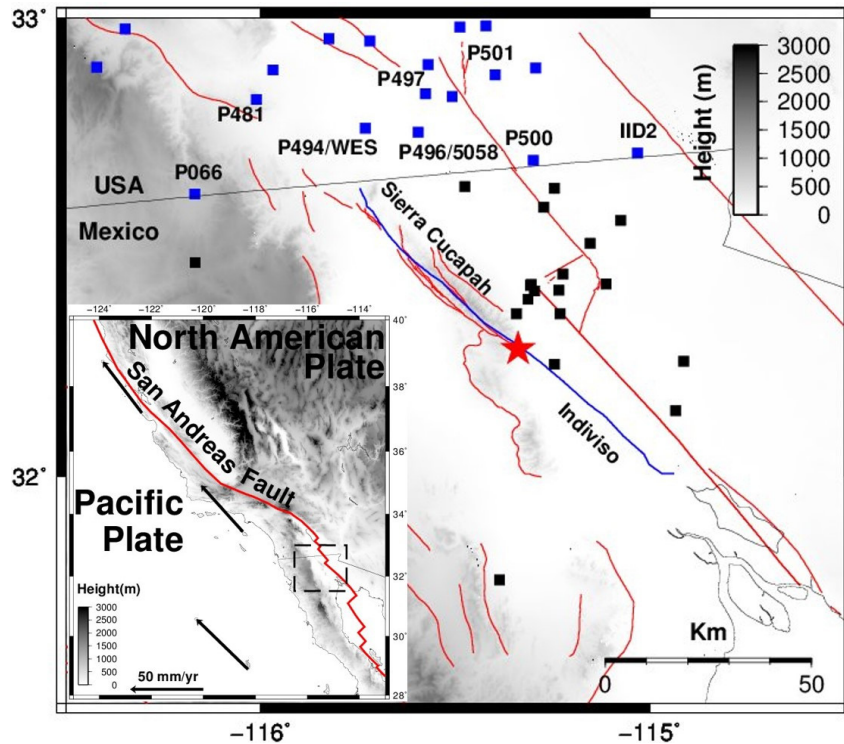 33°
P501
P497
P481
P494/WES
P496/5058
P500
IID2
P066
USA
Mexico
Sierra Cucapah
Indiviso
Height (m)
3000
2500
2000
1500
1000
500
0
32°
-124° -122° -120° -118° -116° -114°
40°
38°
36°
34°
32°
30°
28°
North American
Plate
San Andreas Fault
Pacific
Plate
Height(m)
3000
2500
2000
1500
1000
500
0
50 mm/yr
Km
0 50
-116° -115°